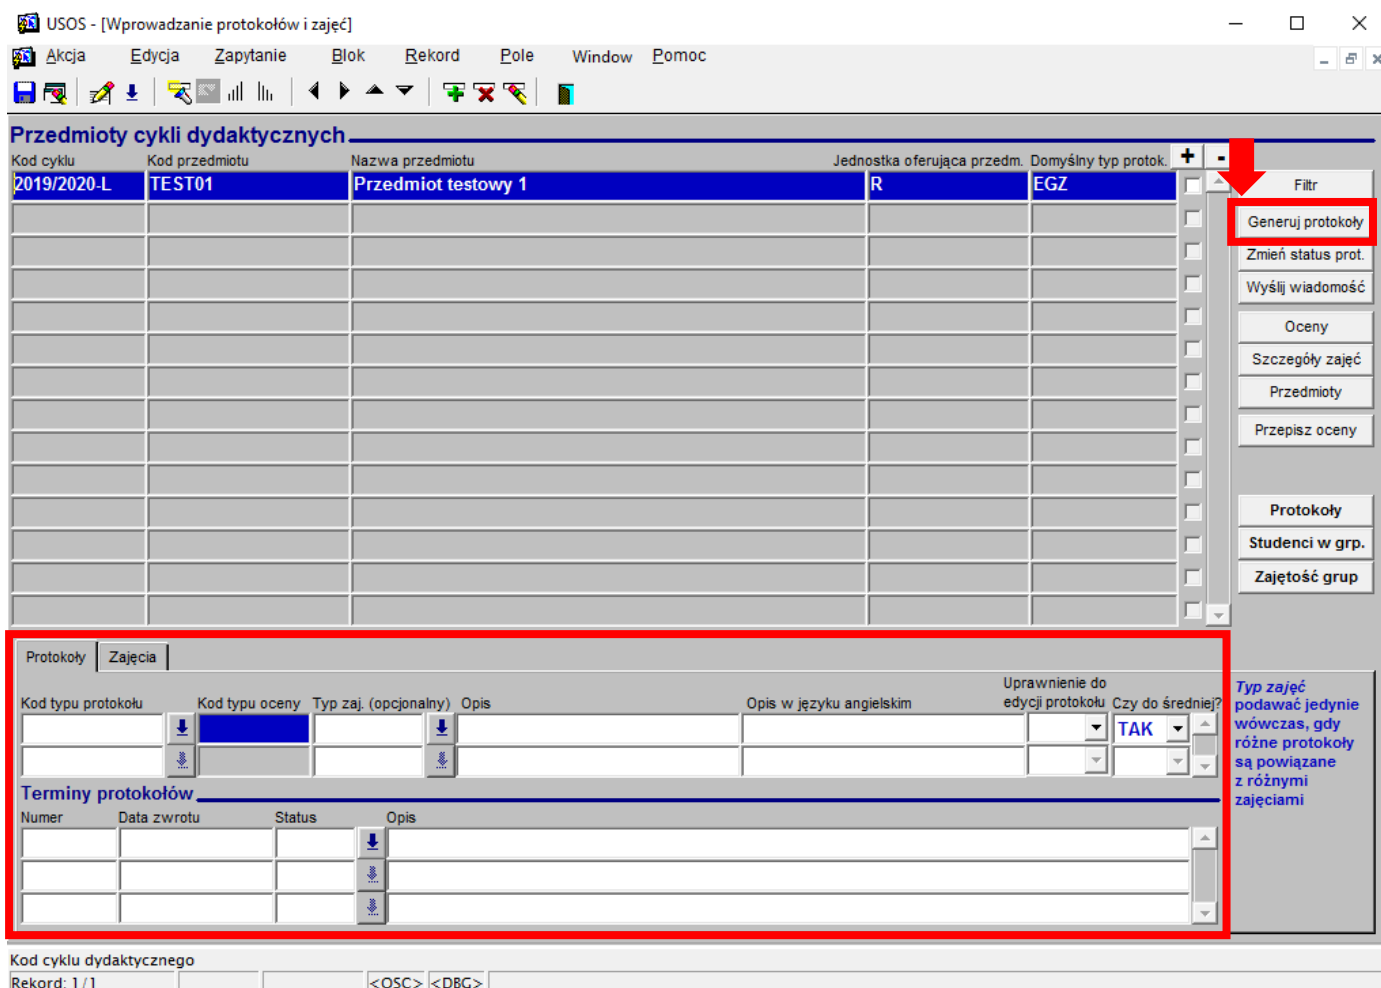 USOS - [Wprowadzanie protokołów i zajęć]
Akcja Edycja Zapytanie Blok Rekord Pole Window Pomoc
Przedmioty cykli dydaktycznych
Kod cyklu Kod przedmiotu Nazwa przedmiotu Jednostka oferująca przedm. Domyślny typ protok. + -
2019/2020-L TEST01 Przedmiot testowy 1 R EGZ
Filtr
Generuj protokoły
Zmień status prot.
Wyślij wiadomość
Oceny
Szczegóły zajęć
Przedmioty
Przepisz oceny
Protokoły
Studenci w grp.
Zajętość grup
Protokoły Zajęcia
Kod typu protokołu Kod typu oceny Typ zaj. (opcjonalny) Opis Opis w języku angielskim Uprawnienie do
edycji protokołu Czy do średniej?
TAK
Typ zajęć
podawać jedynie
wówczas, gdy
różne protokoły
są powiązane
z różnymi
zajęciami
Terminy protokołów
Numer Data zwrotu Status Opis
Kod cyklu dydaktycznego
Rekord: 1/1 <OSC> <DBG>